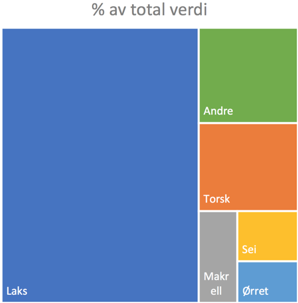 % av total verdi
Andre
Torsk
Sei
Makr
ell
Ørret
Laks